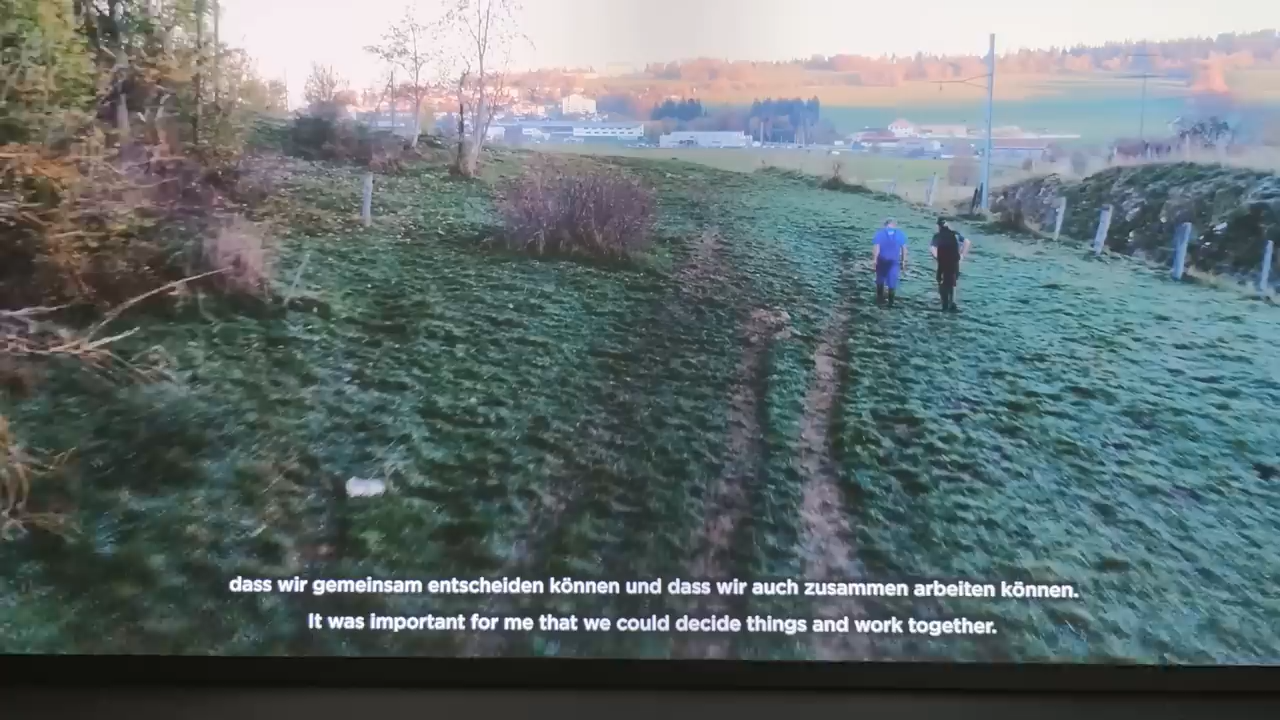 dass wir gemeinsam entscheiden können und dass wir auch zusammen arbeiten können.
It was important for me that we could decide things and work together.